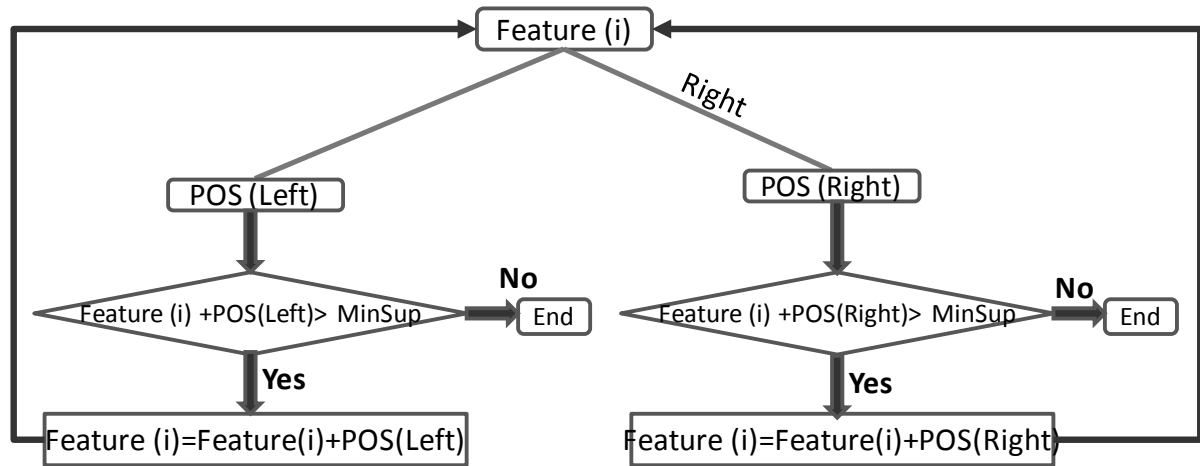 Feature (i)
Right
POS (Left)
POS (Right)
Feature (i) +POS(Left)> MinSup
No
End
Feature (i) +POS(Right)> MinSup
No
End
Yes
Yes
Feature (i)=Feature(i)+POS(Left)
Feature (i)=Feature(i)+POS(Right)